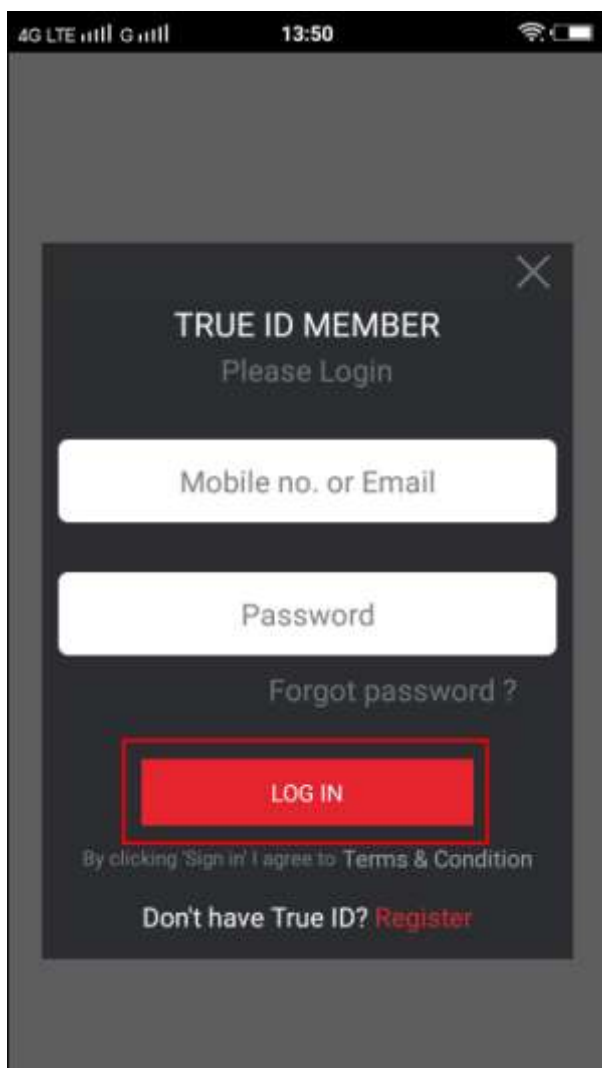 4G LTE G 13:50
TRUE ID MEMBER
Please Login
Mobile no. or Email
Password
Forgot password ?
LOG IN
By clicking 'Sign in' I agree to Terms & Condition
Don't have True ID? Register